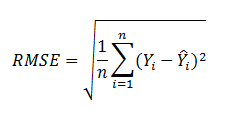 RMSE = √(1/n ∑_{i=1}^{n} (Y_i − Ŷ_i)²)